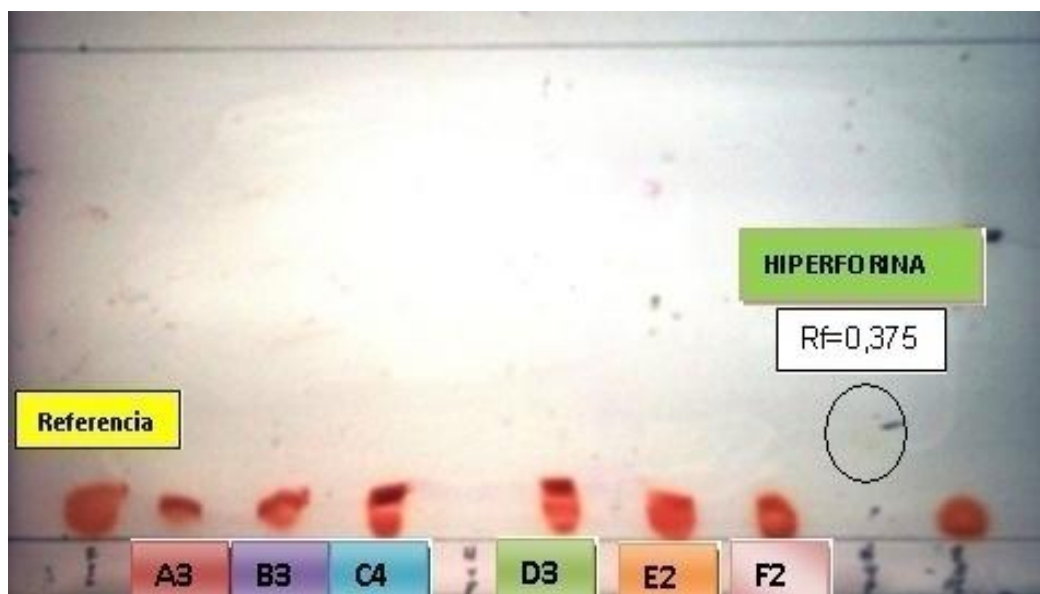 HIPERFORINA
Rf=0,375
Referencia
A3
B3
C4
D3
E2
F2